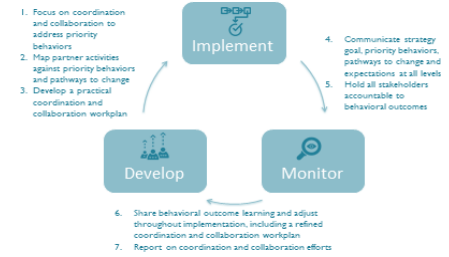 1. Focus on coordination
and collaboration to
address priority
behaviors
2. Map partner activities
against priority behaviors
and pathways to change
3. Develop a practical
coordination and
collaboration workplan
Implement
4. Communicate strategy
goal, priority behaviors,
pathways to change and
expectations at all levels
5. Hold all stakeholders
accountable to
behavioral outcomes
Develop
Monitor
6. Share behavioral outcome learning and adjust
throughout implementation, including a refined
coordination and collaboration workplan
7. Report on coordination and collaboration efforts